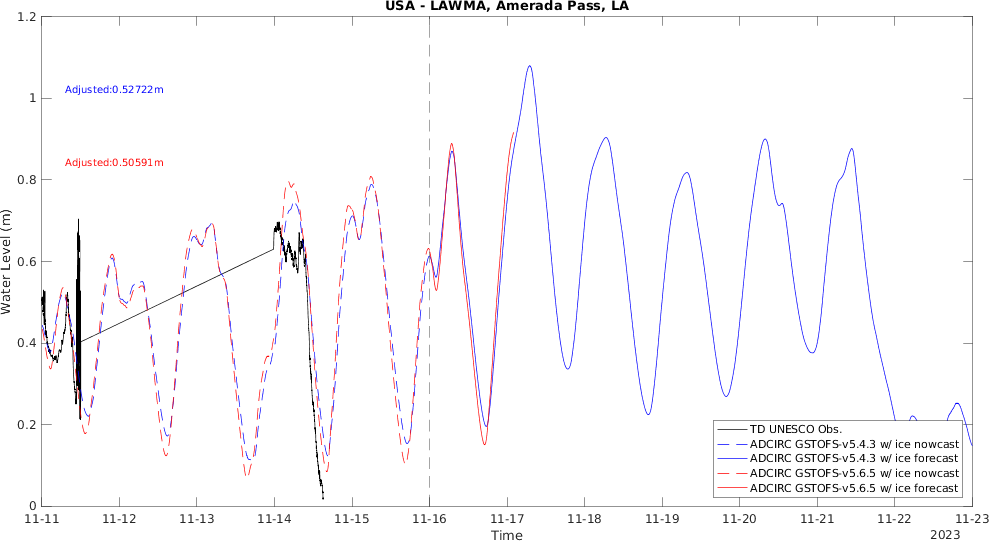 USA - LAWMA, Amerada Pass, LA
Water Level (m)
1.2
1
0.8
0.6
0.4
0.2
0
Adjusted:0.52722m
Adjusted:0.50591m
TD UNESCO Obs.
ADCIRC GSTOFS-v5.4.3 w/ ice nowcast
ADCIRC GSTOFS-v5.4.3 w/ ice forecast
ADCIRC GSTOFS-v5.6.5 w/ ice nowcast
ADCIRC GSTOFS-v5.6.5 w/ ice forecast
11-11 11-12 11-13 11-14 11-15 11-16 11-17 11-18 11-19 11-20 11-21 11-22 11-23
Time
2023